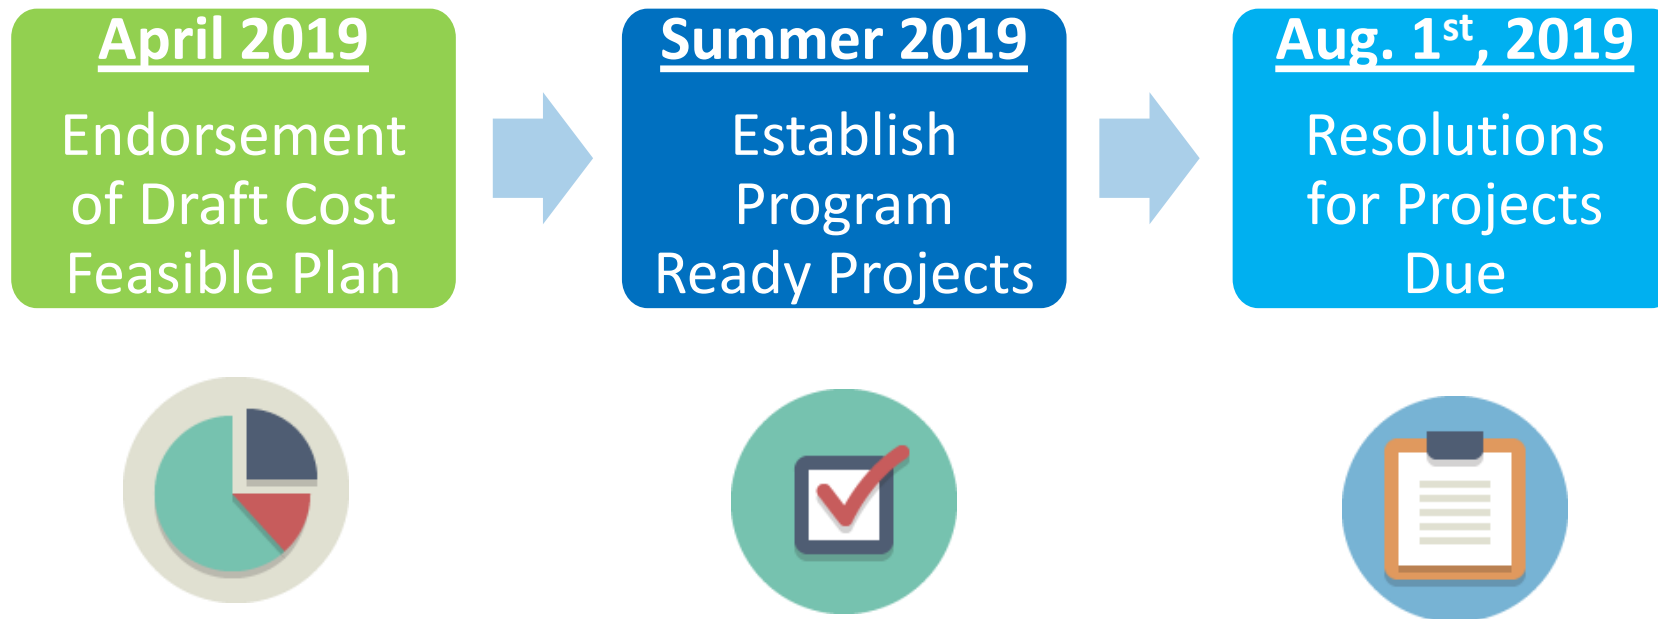 April 2019
Endorsement
of Draft Cost
Feasible Plan
Summer 2019
Establish
Program
Ready Projects
Aug. 1st, 2019
Resolutions
for Projects
Due